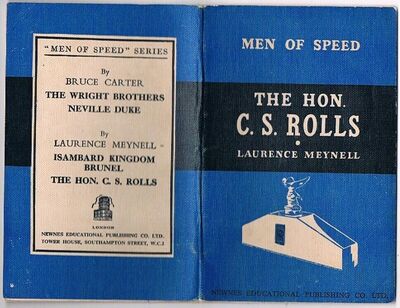 "MEN OF SPEED" SERIES
By
BRUCE CARTER
THE WRIGHT BROTHERS
NEVILLE DUKE
By
LAURENCE MEYNELL
ISAMBARD KINGDOM
BRUNEL
THE HON. C. S. ROLLS
LONDON
NEWNES EDUCATIONAL PUBLISHING CO. LTD.
TOWER HOUSE, SOUTHAMPTON STREET, W.C.2
MEN OF SPEED
THE HON.
C. S. ROLLS
•
LAURENCE MEYNELL
NEWNES EDUCATIONAL PUBLISHING CO. LTD.